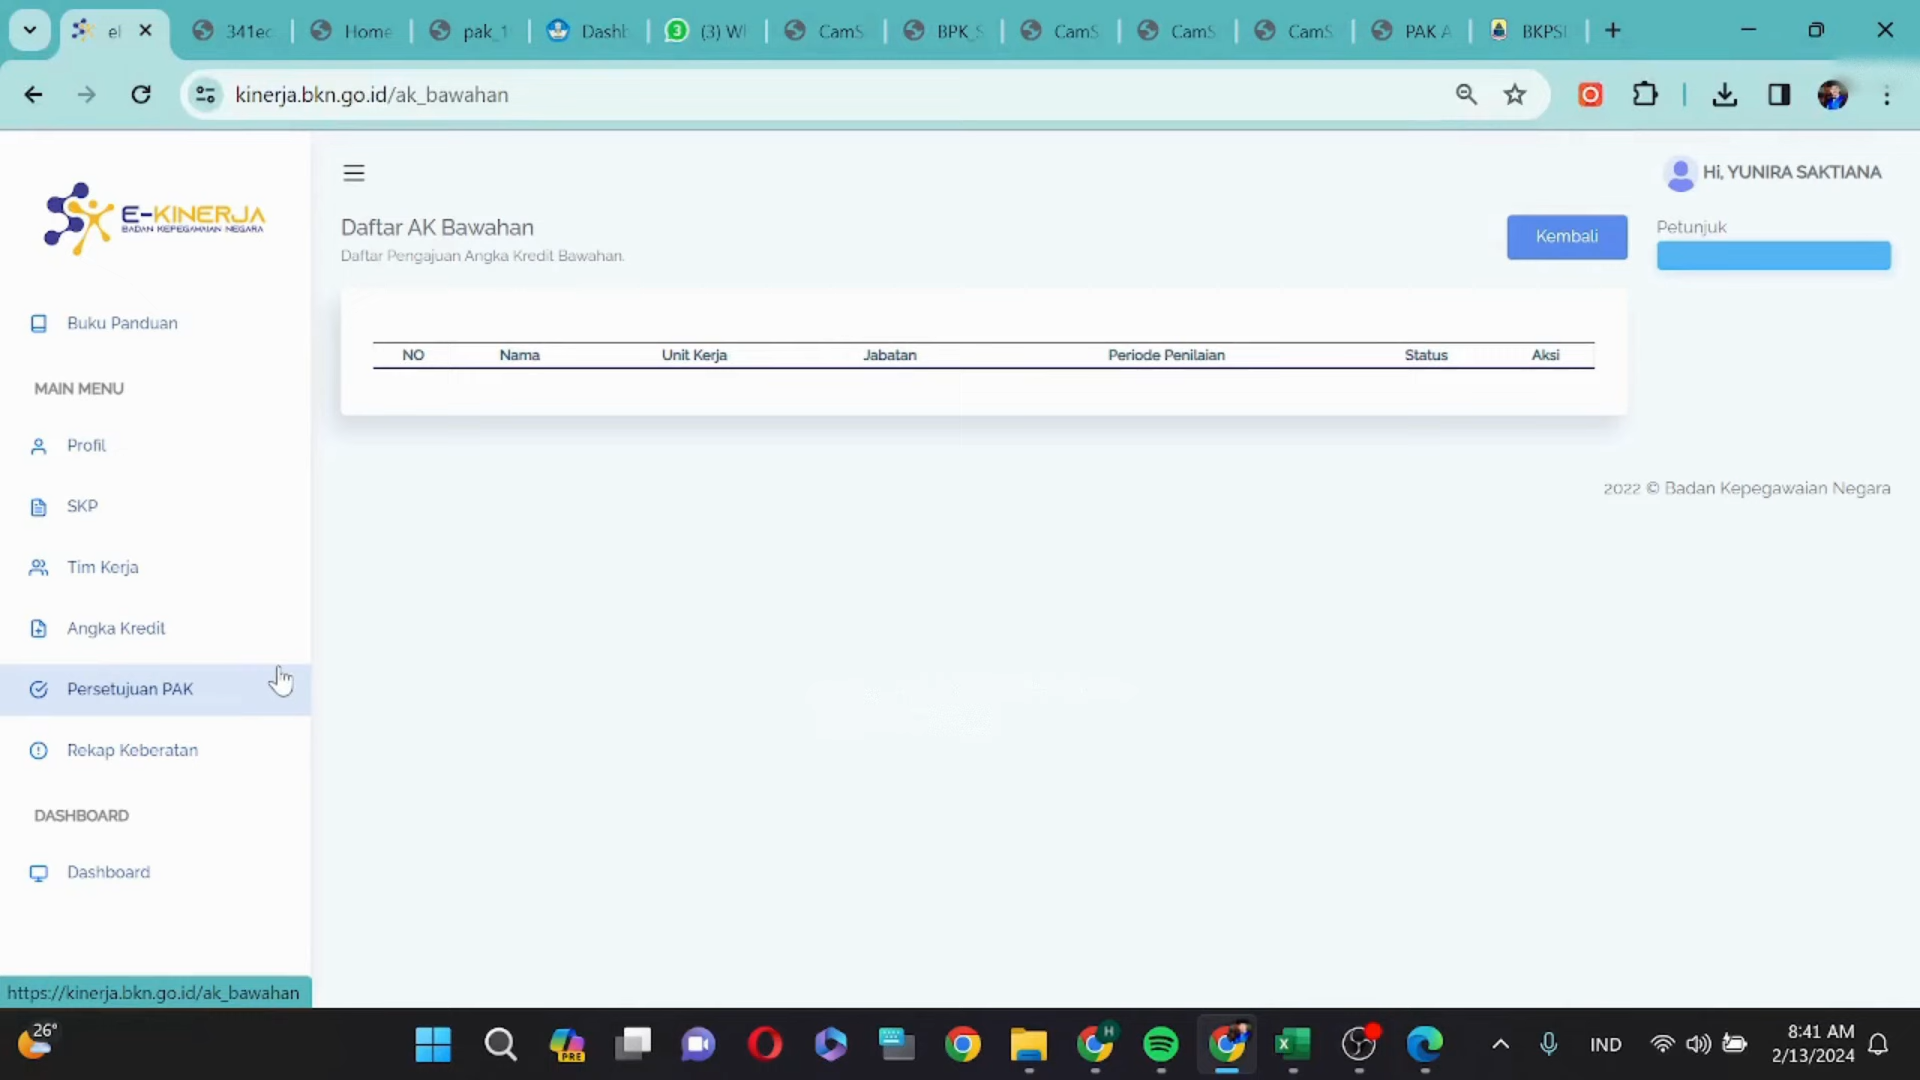 el
341ec
Home
pak_1
Dashb
(3) W
CamS
BPK_S
CamS
CamS
CamS
PAK A
BKPS
kinerja.bkn.go.id/ak_bawahan
E-KINERJA
BADAN KEPEGAWAIAN NEGARA
Hi, YUNIRA SAKTIANA
Daftar AK Bawahan
Daftar Pengajuan Angka Kredit Bawahan.
Kembali
Petunjuk
NO Nama Unit Kerja Jabatan Periode Penilaian Status Aksi
2022 © Badan Kepegawaian Negara
Buku Panduan
MAIN MENU
Profil
SKP
Tim Kerja
Angka Kredit
Persetujuan PAK
Rekap Keberatan
DASHBOARD
Dashboard
https://kinerja.bkn.go.id/ak_bawahan
26°
PRE
H
IND
8:41 AM
2/13/2024